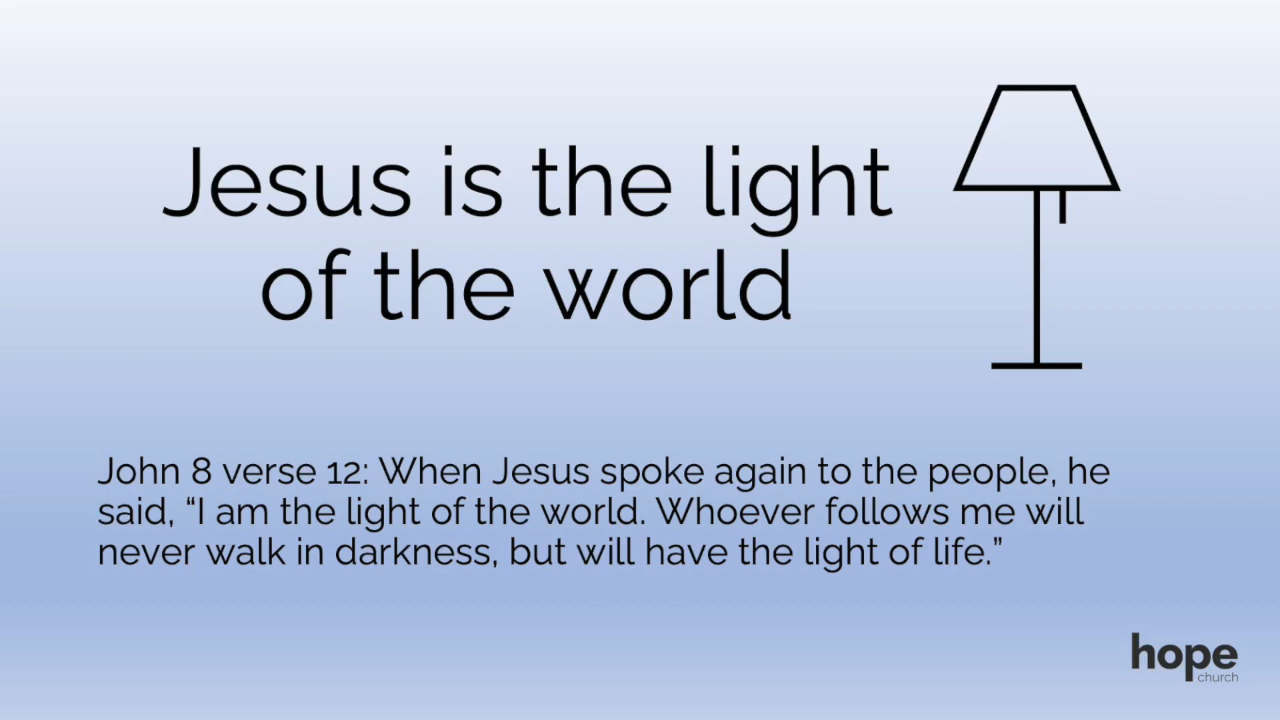 Jesus is the light
of the world
John 8 verse 12: When Jesus spoke again to the people, he
said, “I am the light of the world. Whoever follows me will
never walk in darkness, but will have the light of life.”
hope
church